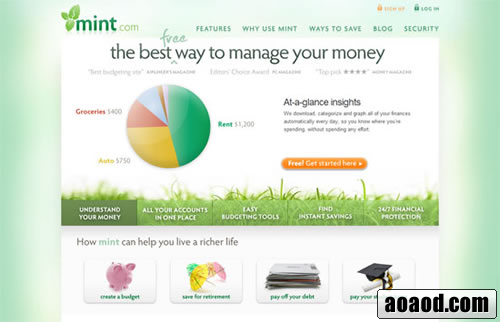 SIGN UP LOG IN
mint.com
FEATURES WHY USE MINT WAYS TO SAVE BLOG SECURITY
free
the best way to manage your money
"Best budgeting site" KIPLINGER'S MAGAZINE Editors' Choice Award PC MAGAZINE "Top pick ★★★★" MONEY MAGAZINE
Groceries $400
Rent $1,200
Auto $750
At-a-glance insights
We download, categorize and graph all of your finances
automatically every day, so you know where you're
spending, without spending any effort.
Free! Get started here »
UNDERSTAND
YOUR MONEY
ALL YOUR ACCOUNTS
IN ONE PLACE
EASY
BUDGETING TOOLS
FIND
INSTANT SAVINGS
24/7 FINANCIAL
PROTECTION
How mint can help you live a richer life
create a budget
save for retirement
pay off your debt
pay your
aoaod.com